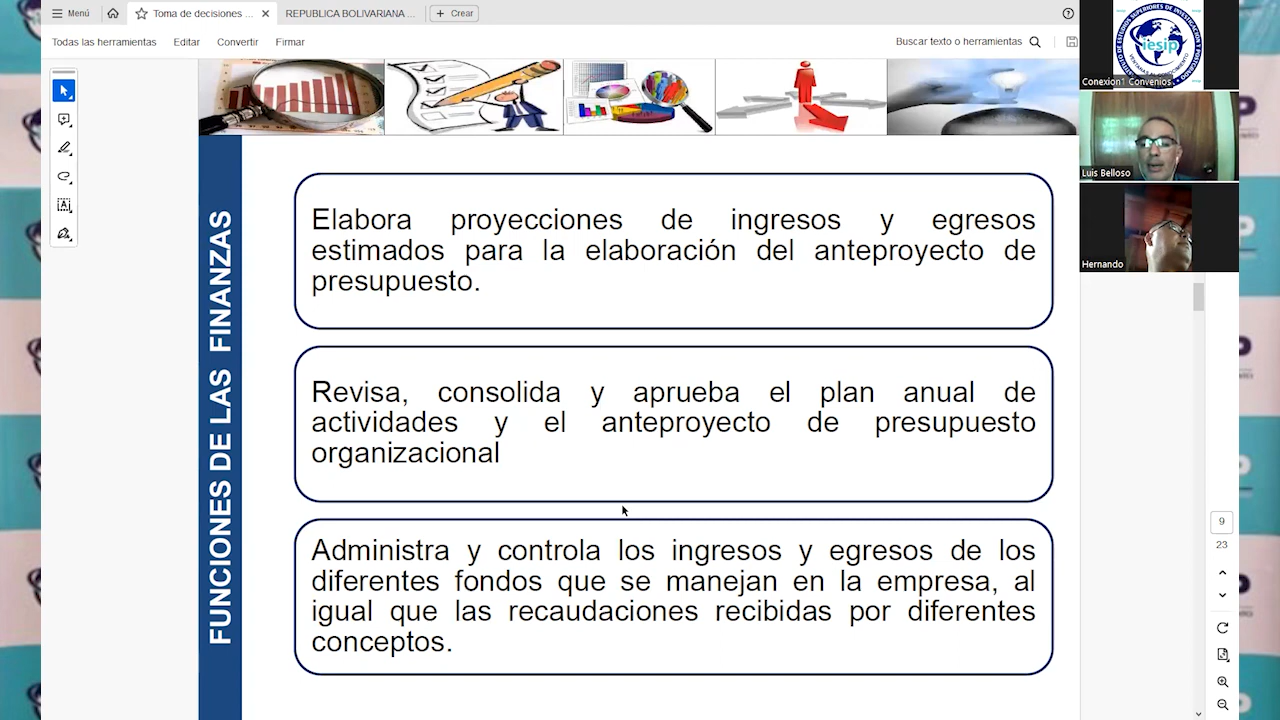 Menú
Toma de decisiones ...
REPUBLICA BOLIVARIANA ...
Crear
Todas las herramientas
Editar
Convertir
Firmar
Buscar texto o herramientas
FUNCIONES DE LAS FINANZAS
Elabora proyecciones de ingresos y egresos
estimados para la elaboración del anteproyecto de
presupuesto.
Revisa, consolida y aprueba el plan anual de
actividades y el anteproyecto de presupuesto
organizacional
Administra y controla los ingresos y egresos de los
diferentes fondos que se manejan en la empresa, al
igual que las recaudaciones recibidas por diferentes
conceptos.
iesip
Conexion1 Convenios
Luis Belloso
Hernando
9
23